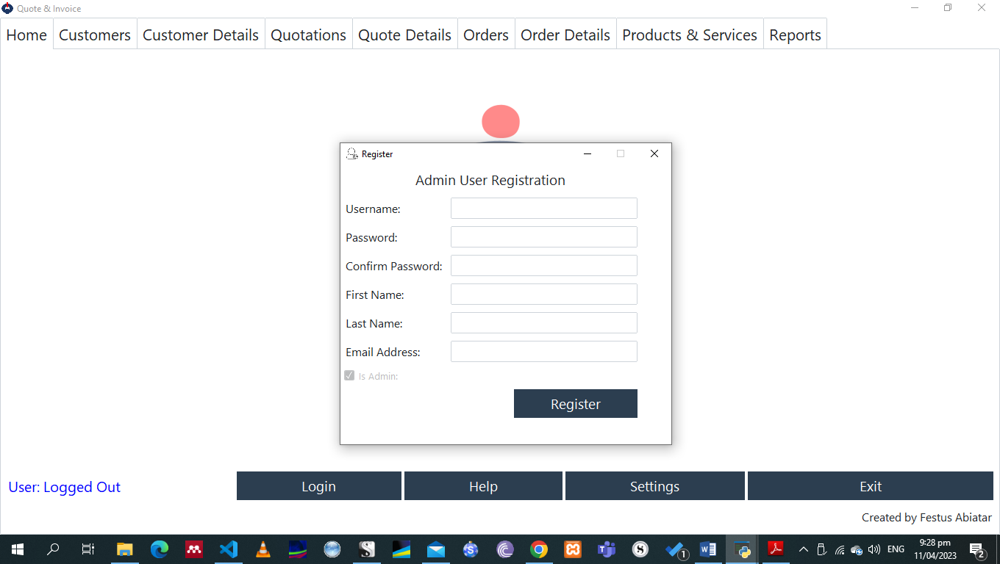 Quote & Invoice
Home Customers Customer Details Quotations Quote Details Orders Order Details Products & Services Reports
Register
Admin User Registration
Username:
Password:
Confirm Password:
First Name:
Last Name:
Email Address:
Is Admin:
Register
User: Logged Out Login Help Settings Exit
Created by Festus Abiatar
1 ENG 9:28 pm 2
11/04/2023